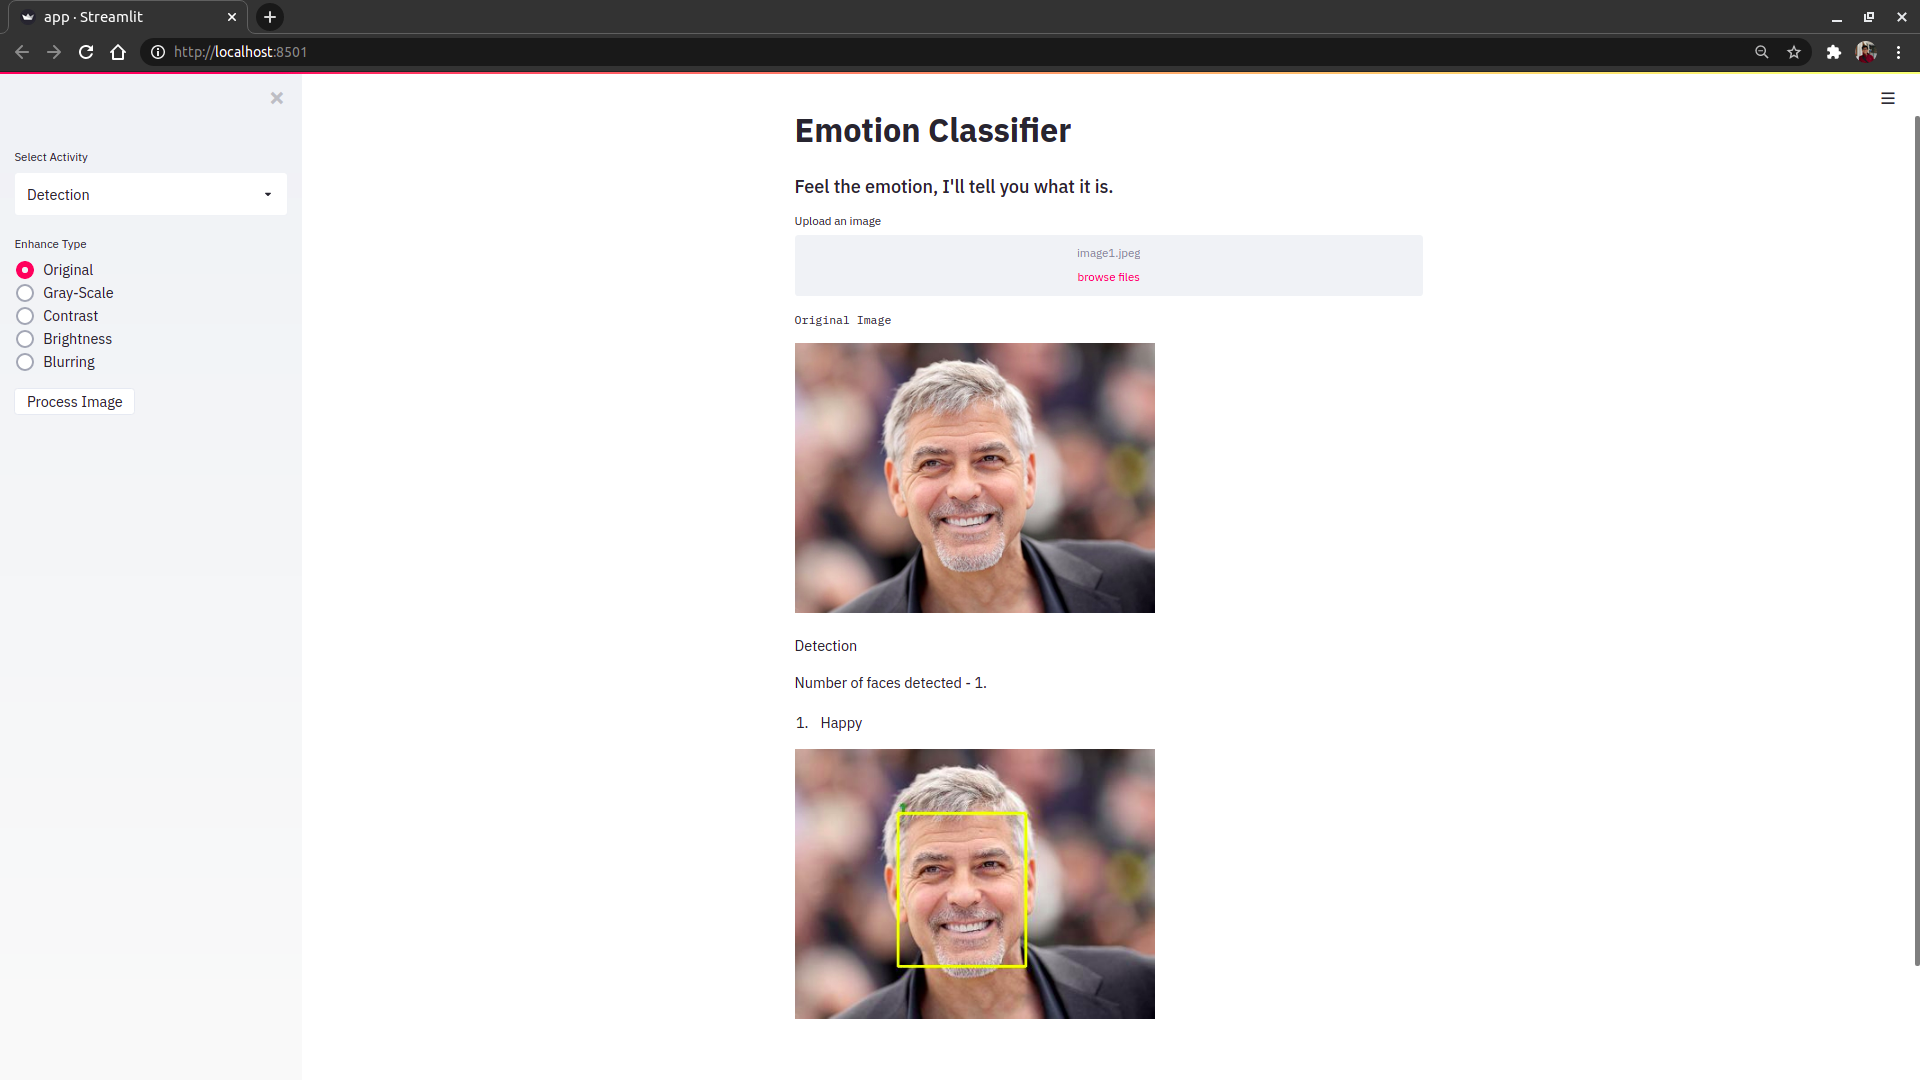 app · Streamlit
http://localhost:8501
Select Activity
Detection
Enhance Type
Original
Gray-Scale
Contrast
Brightness
Blurring
Process Image
Emotion Classifier
Feel the emotion, I'll tell you what it is.
Upload an image
image1.jpeg
browse files
Original Image
Detection
Number of faces detected - 1.
1. Happy